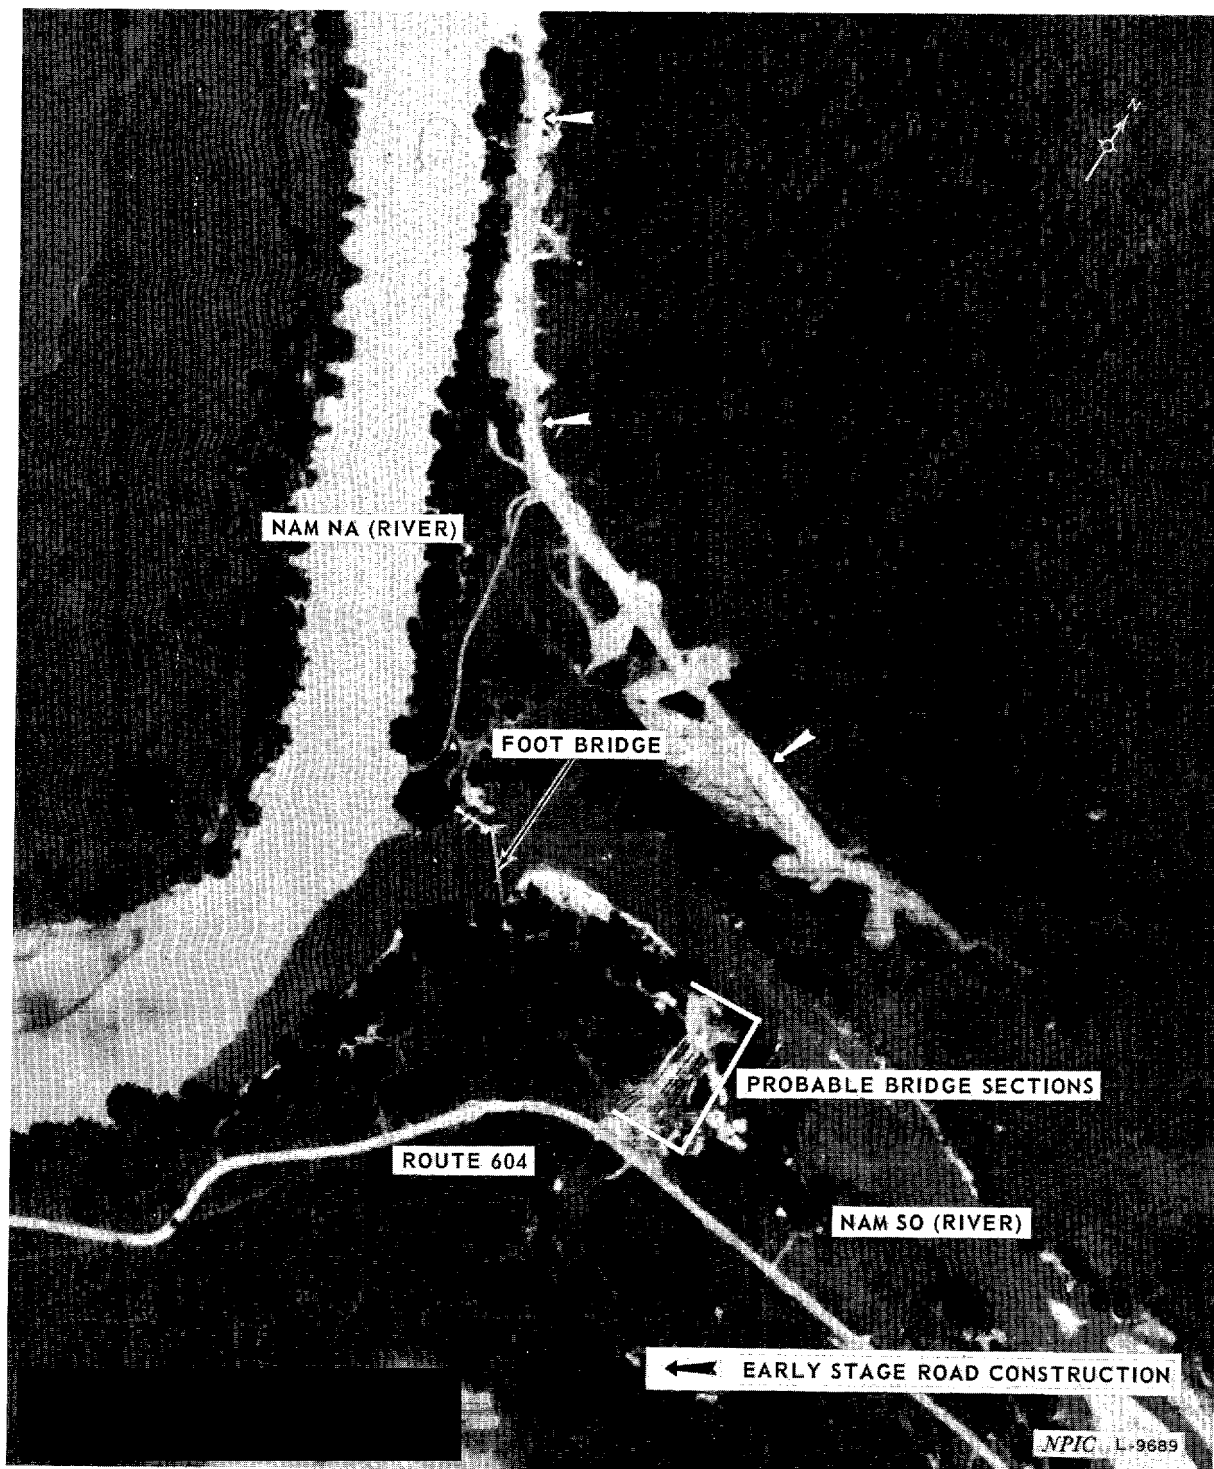 N
NAM NA (RIVER)
FOOT BRIDGE
PROBABLE BRIDGE SECTIONS
ROUTE 604
NAM SO (RIVER)
EARLY STAGE ROAD CONSTRUCTION
NPIC L-9689